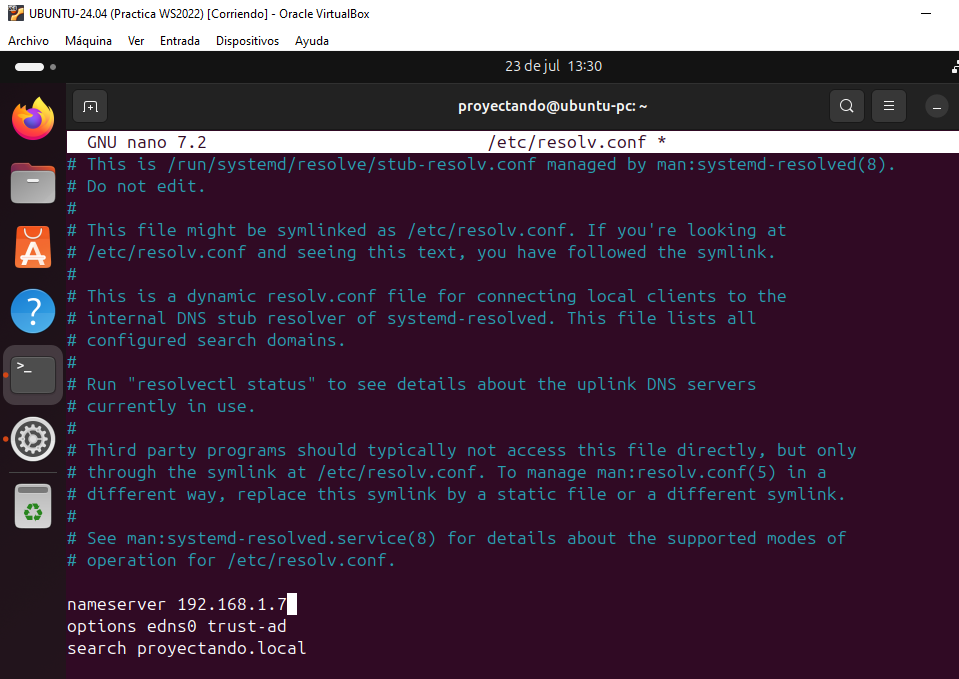 UBUNTU-24.04 (Practica WS2022) [Corriendo] - Oracle VirtualBox
Archivo Máquina Ver Entrada Dispositivos Ayuda
23 de jul 13:30
proyectando@ubuntu-pc: ~
GNU nano 7.2 /etc/resolv.conf *
# This is /run/systemd/resolve/stub-resolv.conf managed by man:systemd-resolved(8).
# Do not edit.
#
# This file might be symlinked as /etc/resolv.conf. If you're looking at
# /etc/resolv.conf and seeing this text, you have followed the symlink.
#
# This is a dynamic resolv.conf file for connecting local clients to the
# internal DNS stub resolver of systemd-resolved. This file lists all
# configured search domains.
#
# Run "resolvectl status" to see details about the uplink DNS servers
# currently in use.
#
# Third party programs should typically not access this file directly, but only
# through the symlink at /etc/resolv.conf. To manage man:resolv.conf(5) in a
# different way, replace this symlink by a static file or a different symlink.
#
# See man:systemd-resolved.service(8) for details about the supported modes of
# operation for /etc/resolv.conf.
nameserver 192.168.1.7
options edns0 trust-ad
search proyectando.local